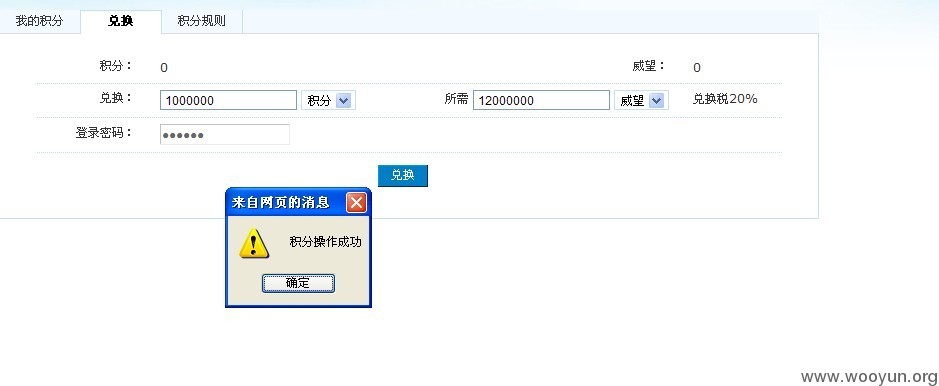 我的积分 兑换 积分规则
积分： 0 威望： 0
兑换： 1000000 积分 所需 12000000 威望 兑换税20%
登录密码： ●●●●●●
兑换
来自网页的消息
积分操作成功
确定
www.wooyun.org